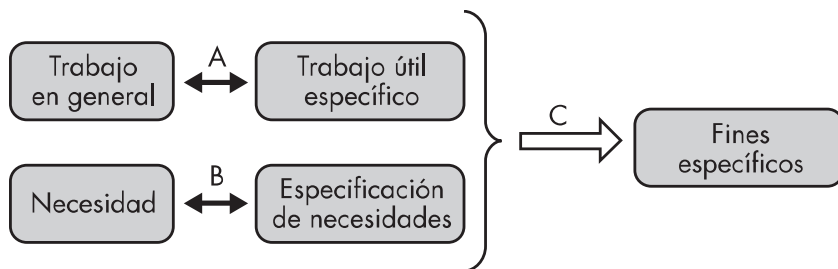 Trabajo
en general
A
Trabajo útil
específico
Necesidad
B
Especificación
de necesidades
C
Fines
específicos